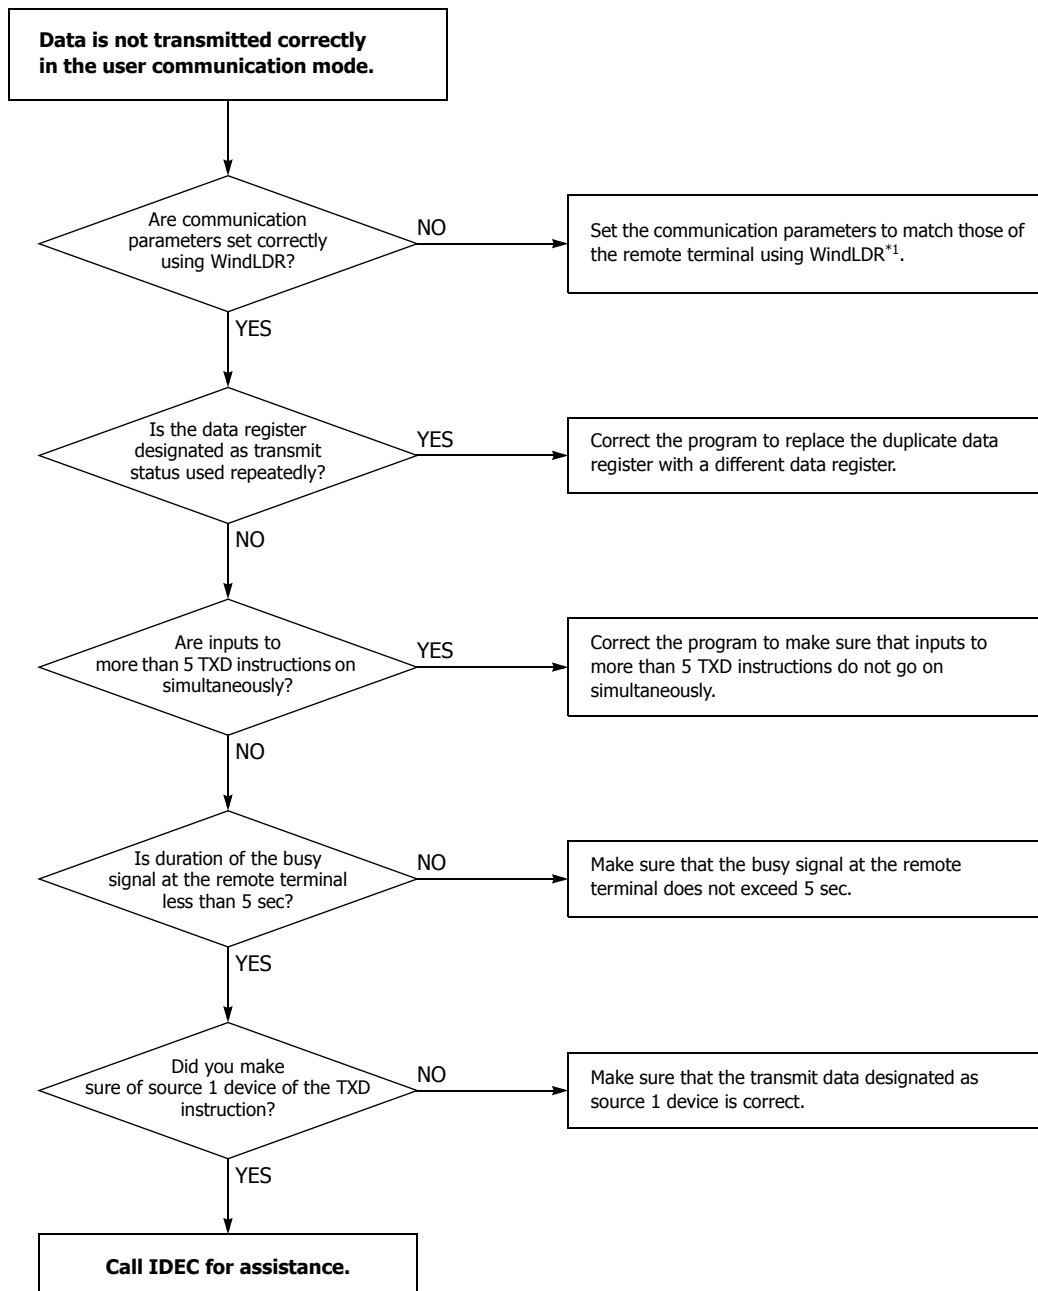 Data is not transmitted correctly
in the user communication mode.
Are communication
parameters set correctly
using WindLDR?
NO
Set the communication parameters to match those of
the remote terminal using WindLDR*1.
YES
Is the data register
designated as transmit
status used repeatedly?
YES
Correct the program to replace the duplicate data
register with a different data register.
NO
Are inputs to
more than 5 TXD instructions on
simultaneously?
YES
Correct the program to make sure that inputs to
more than 5 TXD instructions do not go on
simultaneously.
NO
Is duration of the busy
signal at the remote terminal
less than 5 sec?
NO
Make sure that the busy signal at the remote
terminal does not exceed 5 sec.
YES
Did you make
sure of source 1 device of the TXD
instruction?
NO
Make sure that the transmit data designated as
source 1 device is correct.
YES
Call IDEC for assistance.